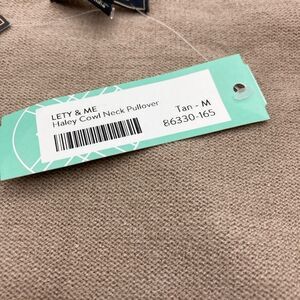 LETY & ME
Haley Cowl Neck Pullover
Tan - M
86330-165